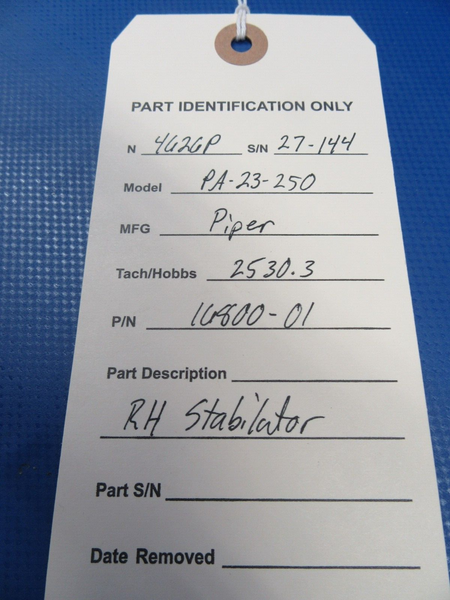 PART IDENTIFICATION ONLY
N 4626P S/N 27-144
Model PA-23-250
MFG Piper
Tach/Hobbs 2530.3
P/N 16800-01
Part Description
RH Stabilator
Part S/N
Date Removed